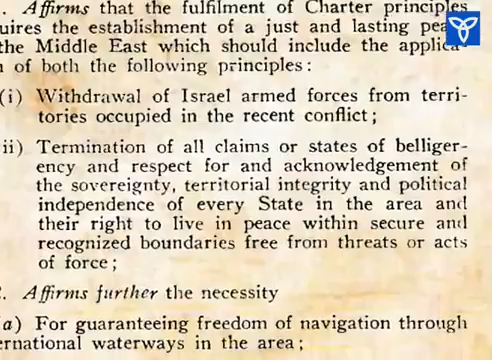 . Affirms that the fulfilment of Charter principles
uires the establishment of a just and lasting
the Middle East which should include the
of both the following principles :
(i) Withdrawal of Israel armed forces from terri-
tories occupied in the recent conflict ;
ii) Termination of all claims or states of belliger-
ency and respect for and acknowledgement of
the sovereignty, territorial integrity and political
independence of every State in the area and
their right to live in peace within secure and
recognized boundaries free from threats or acts
of force ;
. Affirms further the necessity
a) For guaranteeing freedom of navigation through
ernational waterways in the area ;